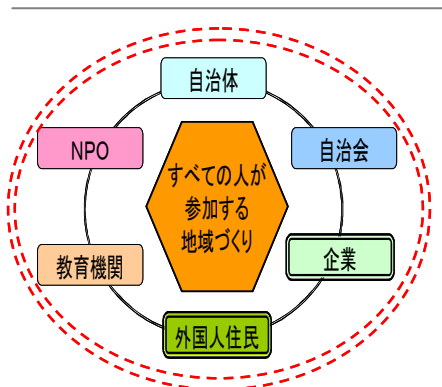 自治体
NPO
自治会
すべての人が
参加する
地域づくり
教育機関
企業
外国人住民